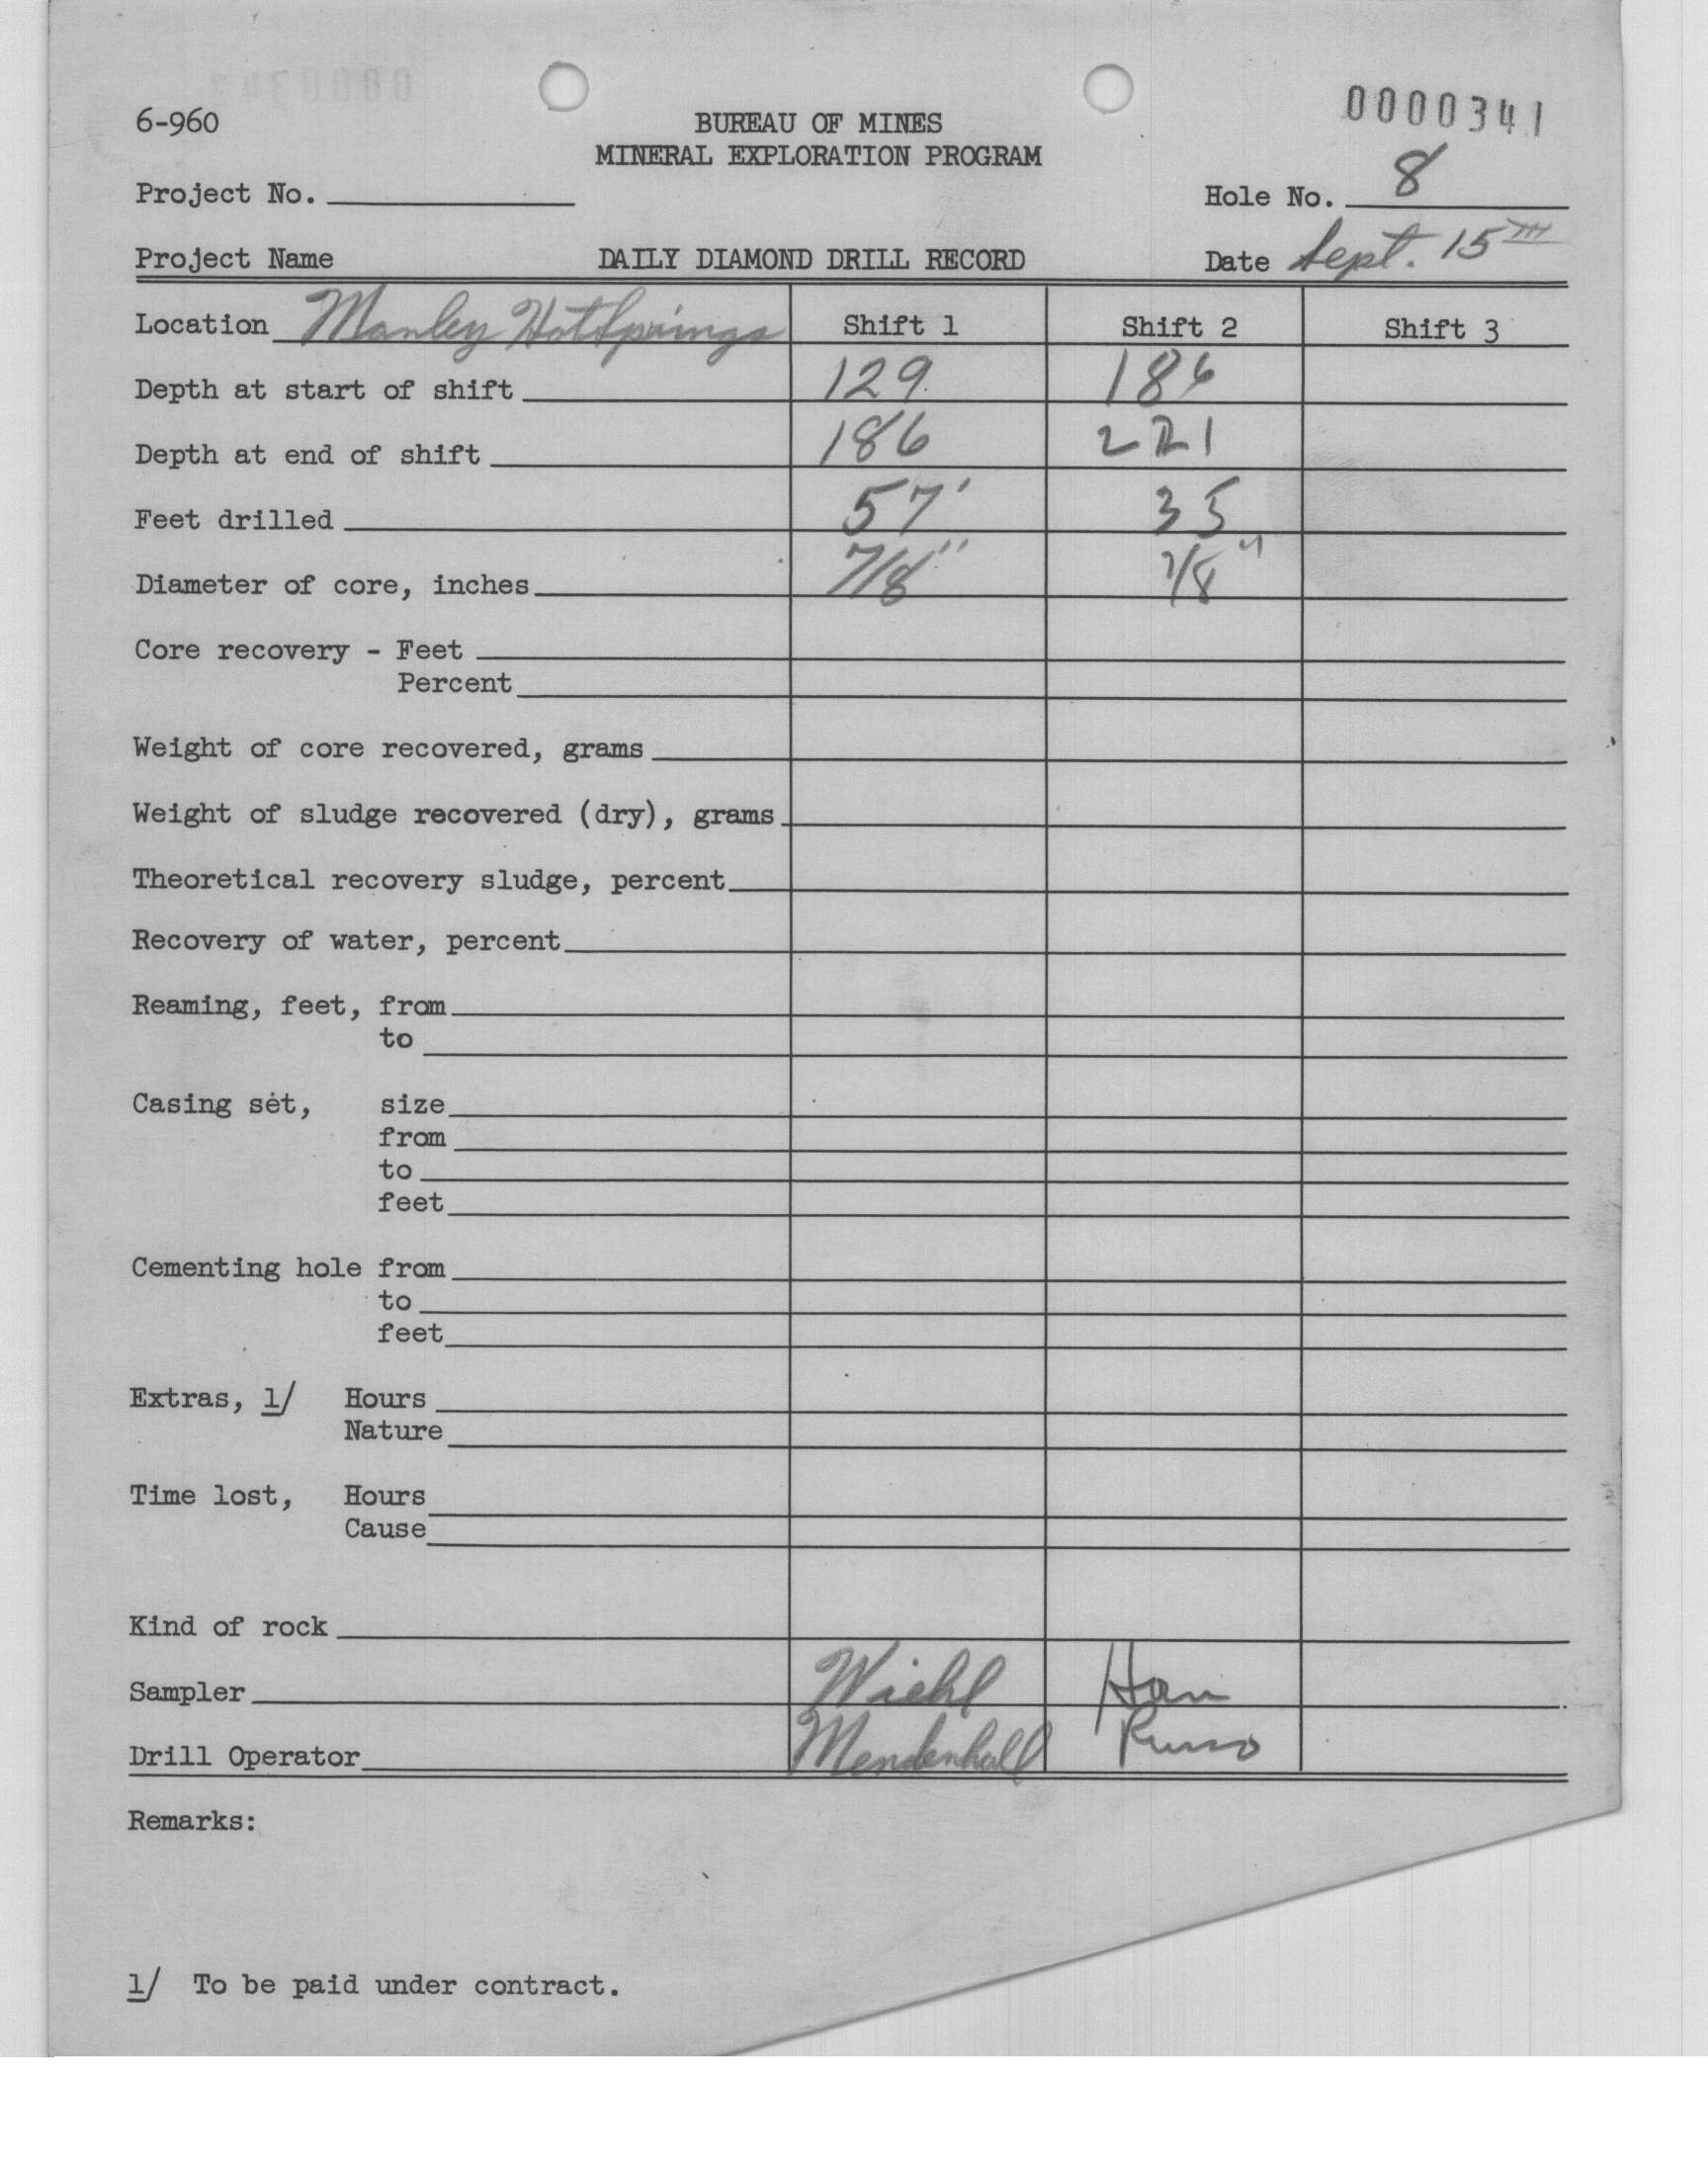 0000341
6-960 BUREAU OF MINES
MINERAL EXPLORATION PROGRAM
Project No. Hole No. 8
Project Name DAILY DIAMOND DRILL RECORD Date Sept. 15TH
Location Manley Hot Springs Shift 1 Shift 2 Shift 3
Depth at start of shift 129. 186
Depth at end of shift 186 221
Feet drilled 57' 35
Diameter of core, inches 7/8" 7/8"
Core recovery - Feet
Percent
Weight of core recovered, grams
Weight of sludge recovered (dry), grams
Theoretical recovery sludge, percent
Recovery of water, percent
Reaming, feet, from
to
Casing set, size
from
to
feet
Cementing hole from
to
feet
Extras, 1/ Hours
Nature
Time lost, Hours
Cause
Kind of rock
Sampler Wiehl
Drill Operator Mendenhall Russo
Remarks:
1/ To be paid under contract.